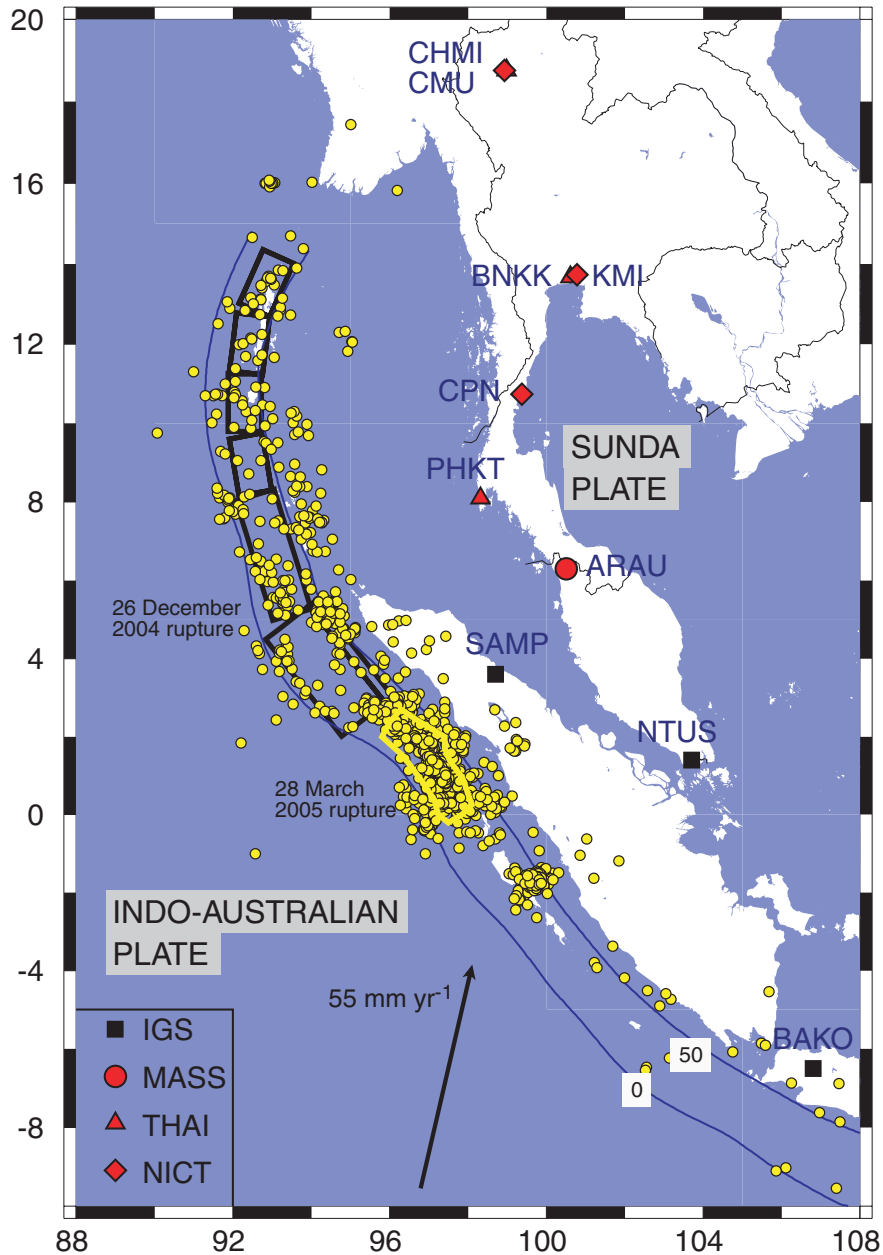 20
16
12
8
4
0
-4
-8
88
92
96
100
104
108
CHMI
CMU
BNKK
KMI
CPN
PHKT
SUNDA
PLATE
ARAU
26 December
2004 rupture
SAMP
NTUS
28 March
2005 rupture
INDO-AUSTRALIAN
PLATE
55 mm yr⁻¹
BAKO
50
0
IGS
MASS
THAI
NICT